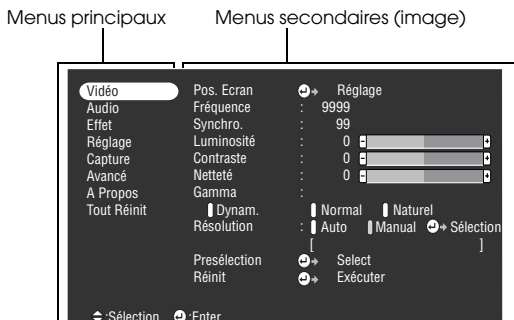 Menus principaux Menus secondaires (image)
Vidéo Pos. Ecran Réglage
Audio Fréquence : 9999
Effet Synchro. : 99
Réglage Luminosité : 0 - +
Capture Contraste : 0 - +
Avancé Netteté : 0 - +
A Propos Gamma :
Tout Réinit Dynam. Normal Naturel
Résolution : Auto Manual Sélection
[ ]
Presélection Select
Réinit Exécuter
:Sélection :Enter